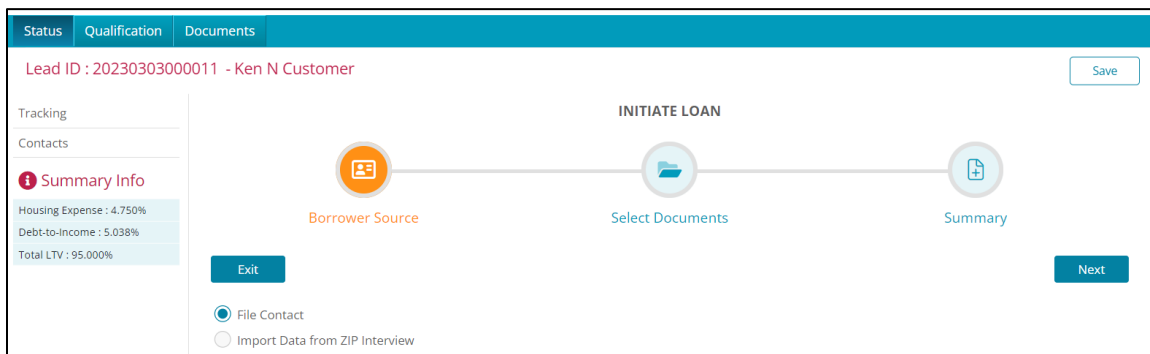 Status Qualification Documents
Lead ID : 20230303000011 - Ken N Customer
Save
Tracking
Contacts
Summary Info
Housing Expense : 4.750%
Debt-to-Income : 5.038%
Total LTV : 95.000%
INITIATE LOAN
Borrower Source Select Documents Summary
Exit Next
File Contact
Import Data from ZIP Interview